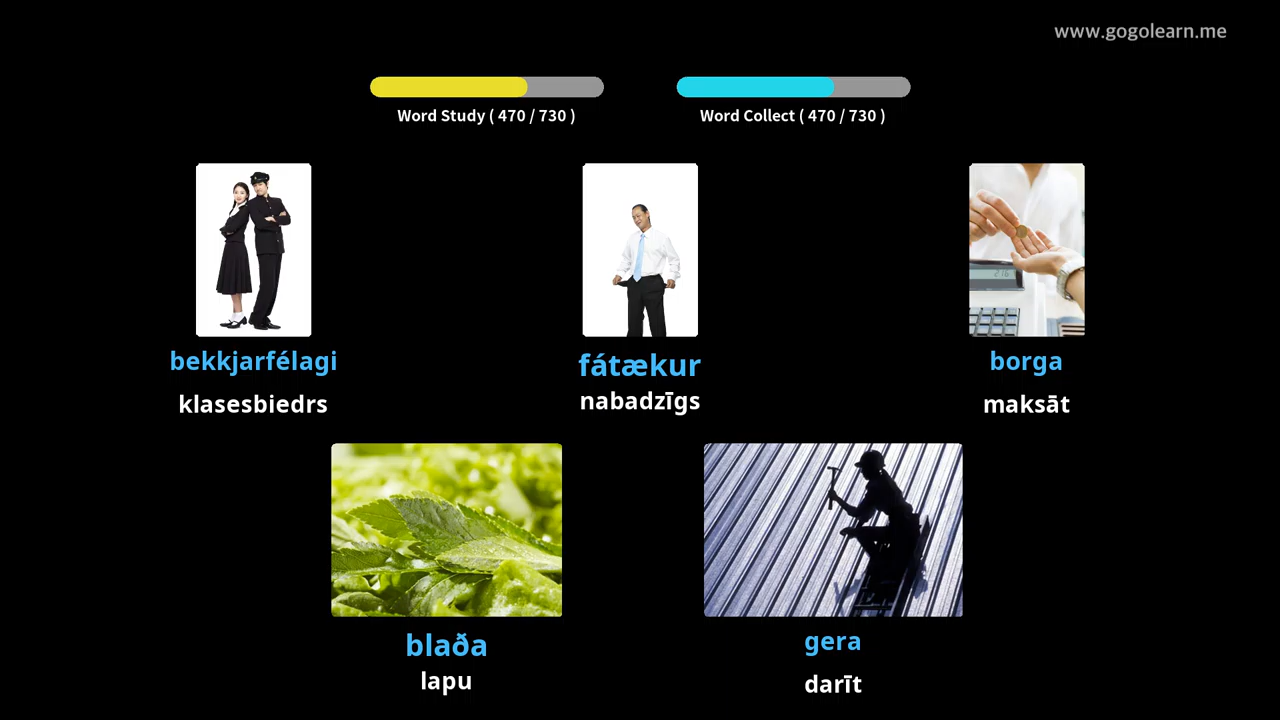 www.gogolearn.me
Word Study ( 470 / 730 )
Word Collect ( 470 / 730 )
bekkjarfélagi
klasesbiedrs
fátækur
nabadzīgs
borga
maksāt
blaða
lapu
gera
darīt